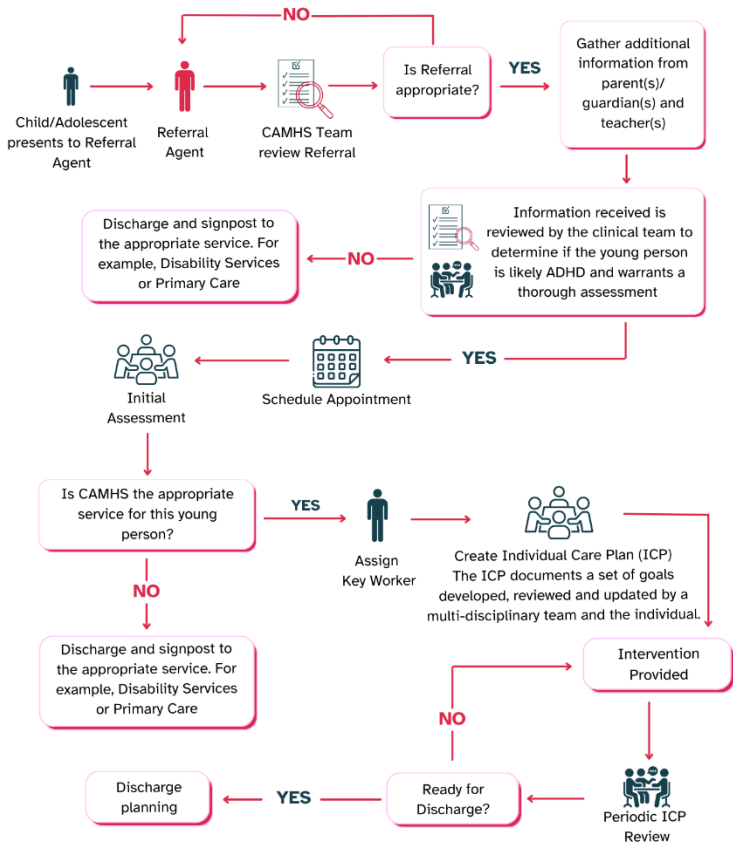 NO
Child/Adolescent
presents to Referral
Agent
Referral
Agent
CAMHS Team
review Referral
Is Referral
appropriate?
YES
Gather additional
information from
parent(s)/
guardian(s) and
teacher(s)
Information received is
reviewed by the clinical team to
determine if the young person
is likely ADHD and warrants a
thorough assessment
NO
Discharge and signpost to
the appropriate service. For
example, Disability Services
or Primary Care
YES
Schedule Appointment
Initial
Assessment
Is CAMHS the appropriate
service for this young
person?
YES
Assign
Key Worker
Create Individual Care Plan (ICP)
The ICP documents a set of goals
developed, reviewed and updated by a
multi-disciplinary team and the individual.
NO
Discharge and signpost to
the appropriate service. For
example, Disability Services
or Primary Care
Intervention
Provided
NO
Periodic ICP
Review
Ready for
Discharge?
YES
Discharge
planning